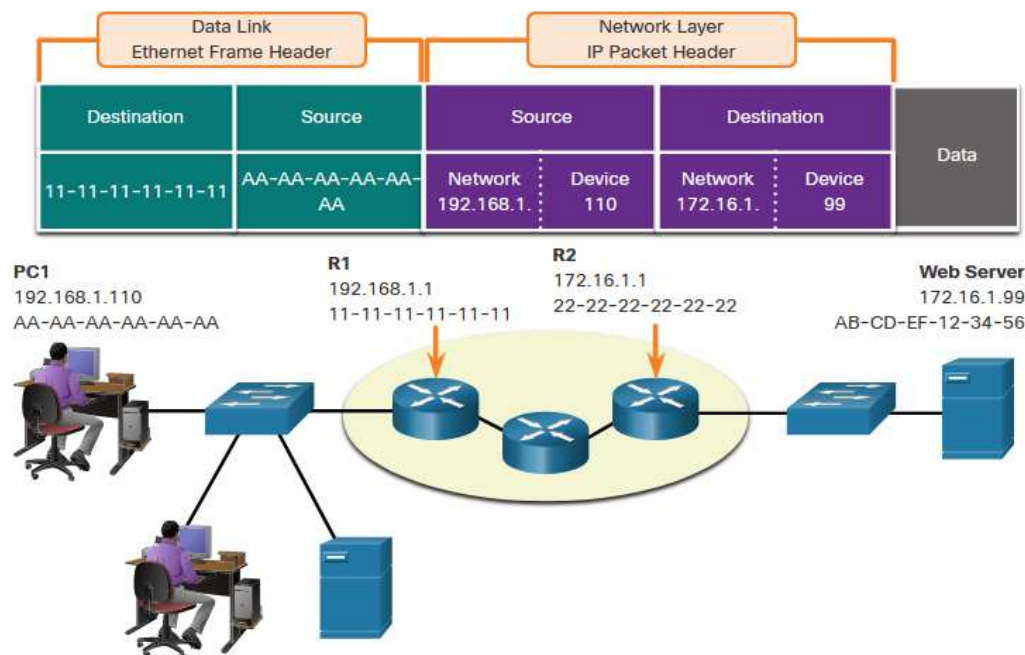 Data Link
Ethernet Frame Header
Network Layer
IP Packet Header
Destination
Source
Source
Destination
Data
11-11-11-11-11-11
AA-AA-AA-AA-AA-
AA
Network
192.168.1.
Device
110
Network
172.16.1.
Device
99
PC1
192.168.1.110
AA-AA-AA-AA-AA-AA
R1
192.168.1.1
11-11-11-11-11-11
R2
172.16.1.1
22-22-22-22-22-22
Web Server
172.16.1.99
AB-CD-EF-12-34-56